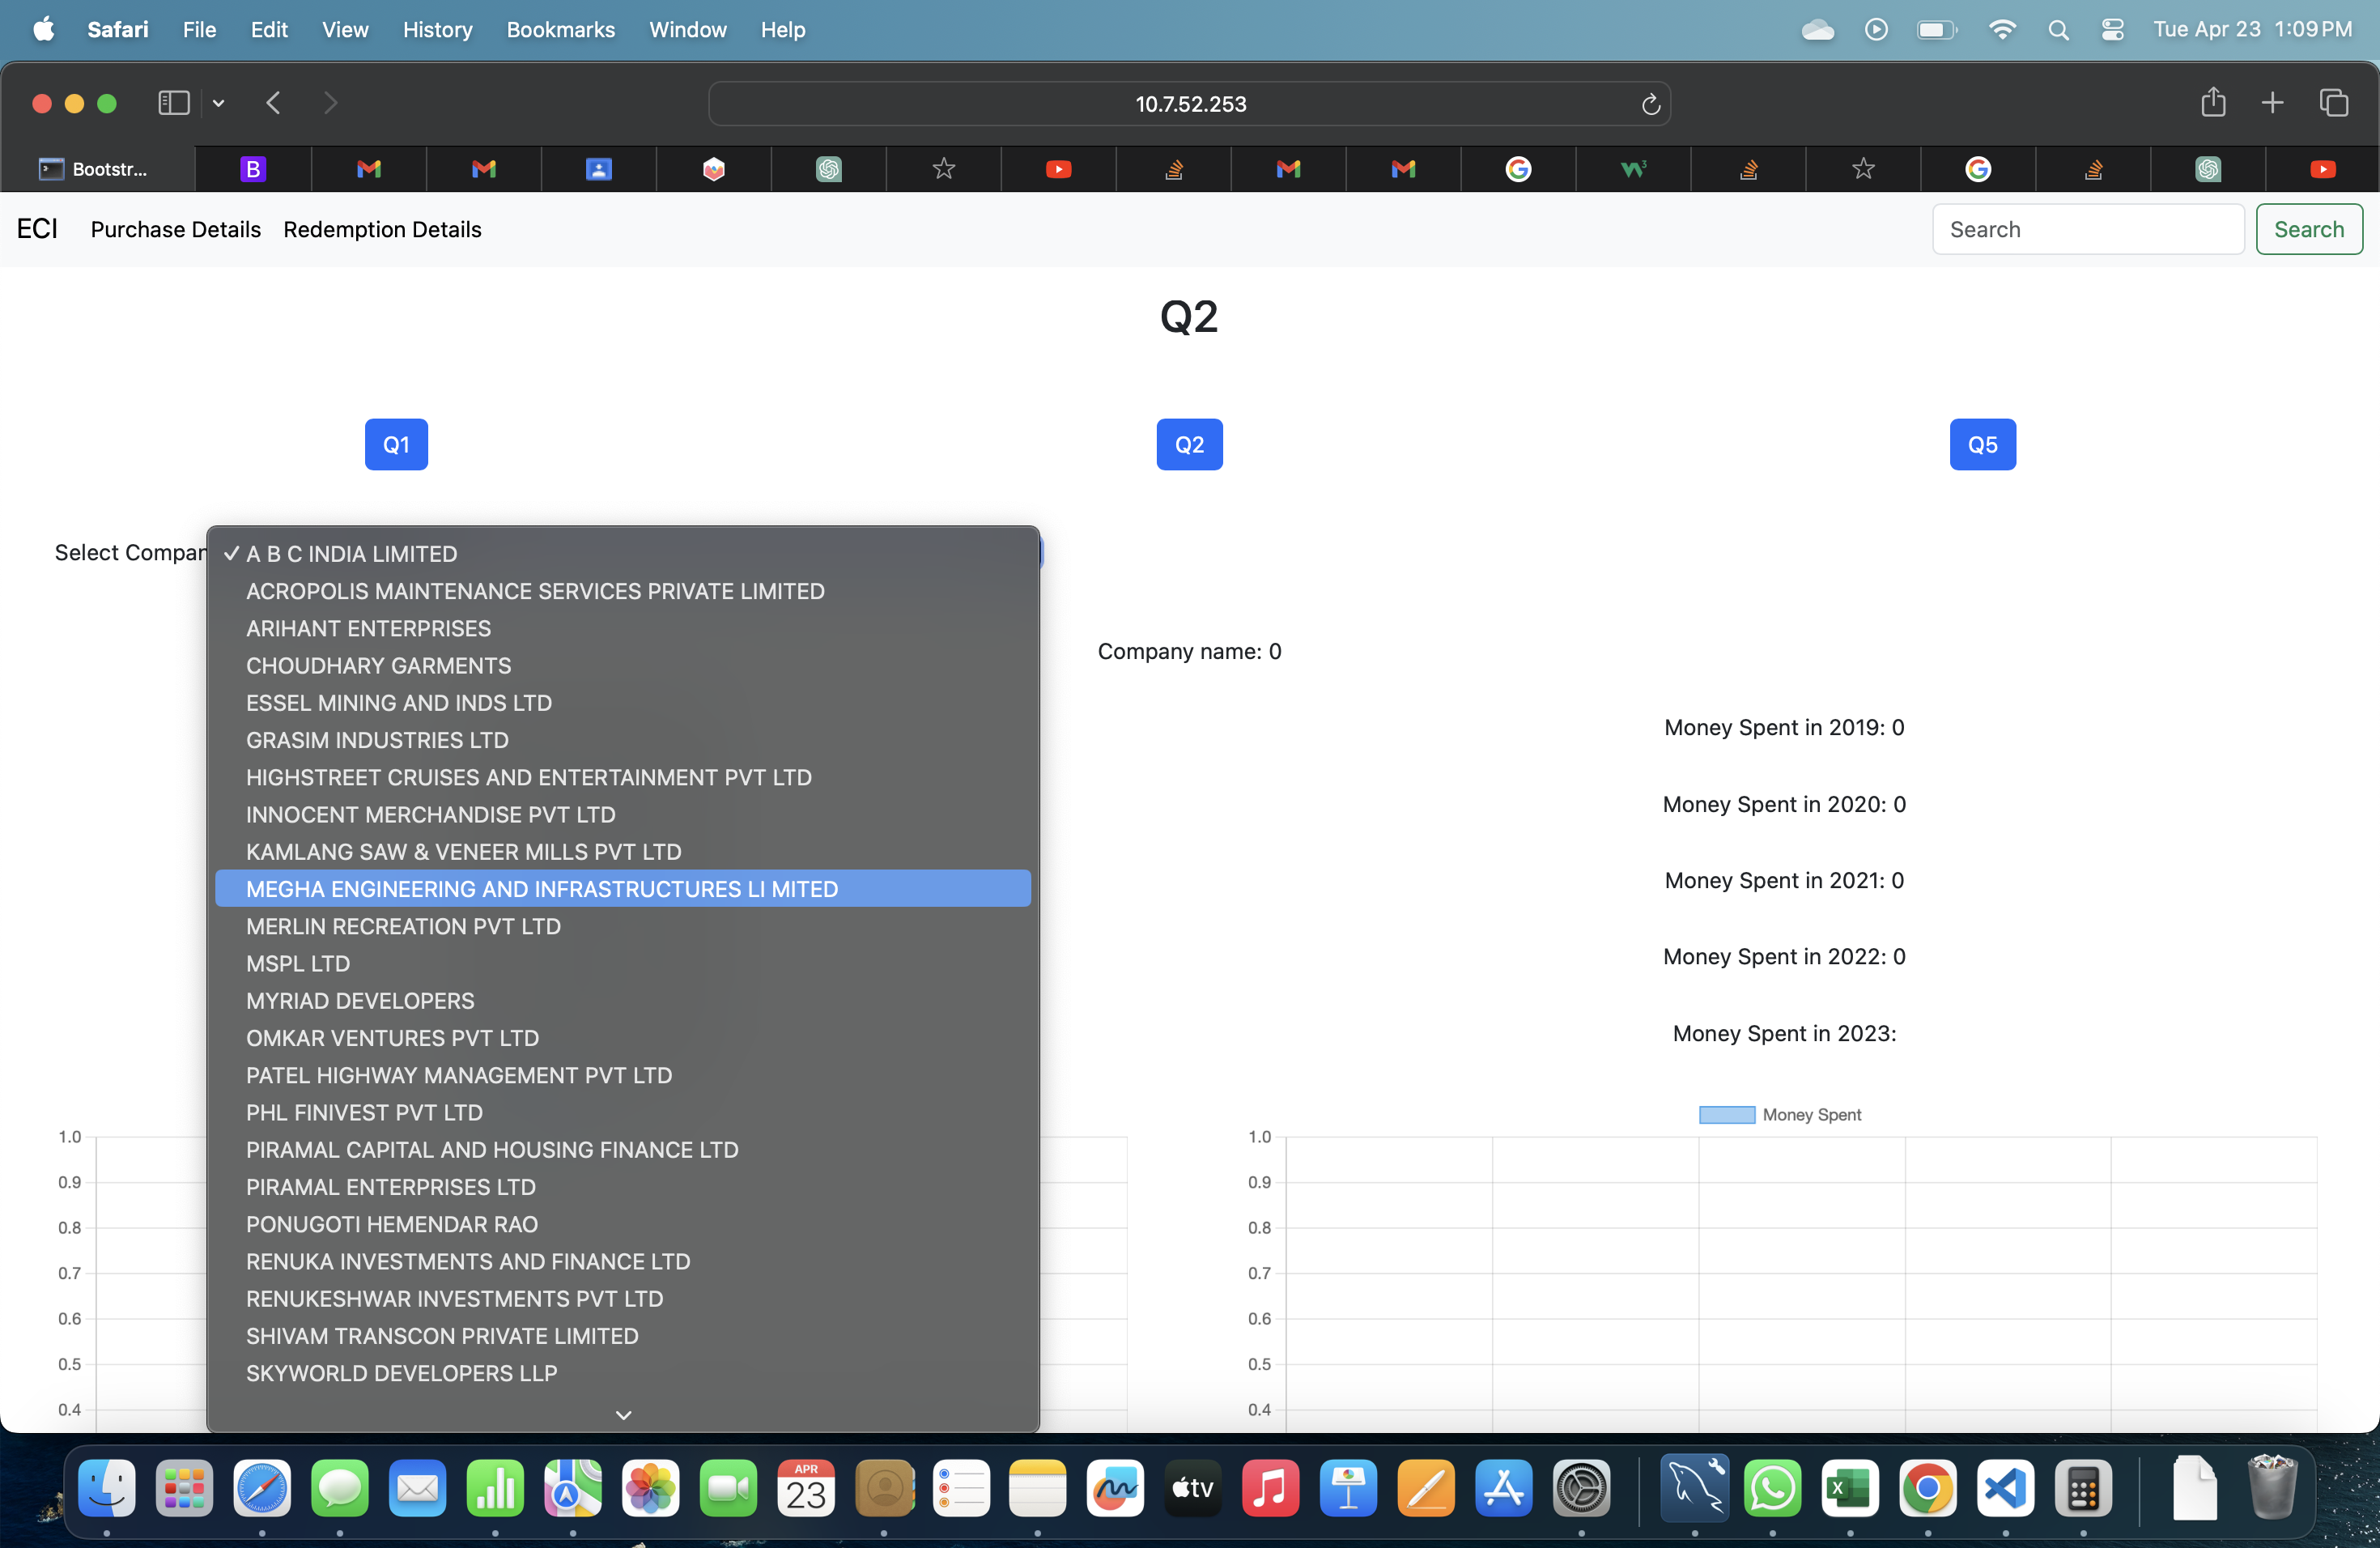 Safari File Edit View History Bookmarks Window Help Tue Apr 23 1:09 PM
10.7.52.253
Bootstr...
ECI Purchase Details Redemption Details Search Search
Q2
Q1 Q2 Q5
Select Compan
✓ A B C INDIA LIMITED
ACROPOLIS MAINTENANCE SERVICES PRIVATE LIMITED
ARIHANT ENTERPRISES
CHOUDHARY GARMENTS
ESSEL MINING AND INDS LTD
GRASIM INDUSTRIES LTD
HIGHSTREET CRUISES AND ENTERTAINMENT PVT LTD
INNOCENT MERCHANDISE PVT LTD
KAMLANG SAW & VENEER MILLS PVT LTD
MEGHA ENGINEERING AND INFRASTRUCTURES LI MITED
MERLIN RECREATION PVT LTD
MSPL LTD
MYRIAD DEVELOPERS
OMKAR VENTURES PVT LTD
PATEL HIGHWAY MANAGEMENT PVT LTD
PHL FINIVEST PVT LTD
PIRAMAL CAPITAL AND HOUSING FINANCE LTD
PIRAMAL ENTERPRISES LTD
PONUGOTI HEMENDAR RAO
RENUKA INVESTMENTS AND FINANCE LTD
RENUKESHWAR INVESTMENTS PVT LTD
SHIVAM TRANSCON PRIVATE LIMITED
SKYWORLD DEVELOPERS LLP
Company name: 0
Money Spent in 2019: 0
Money Spent in 2020: 0
Money Spent in 2021: 0
Money Spent in 2022: 0
Money Spent in 2023:
1.0
0.9
0.8
0.7
0.6
0.5
0.4
Money Spent
1.0
0.9
0.8
0.7
0.6
0.5
0.4
APR
23
tv